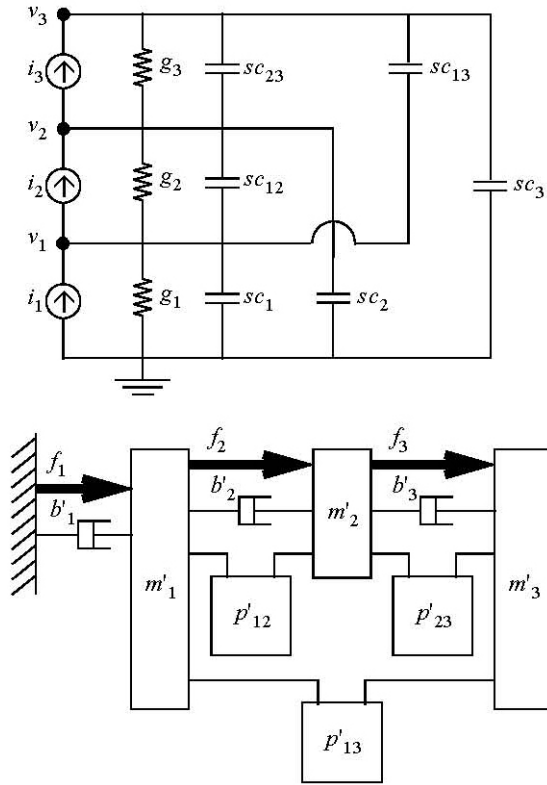 v₃
i₃
g₃
sc₂₃
sc₁₃
v₂
i₂
g₂
sc₁₂
sc₃
v₁
i₁
g₁
sc₁
sc₂
f₁
b'₁
f₂
b'₂
f₃
b'₃
m'₁
m'₂
m'₃
p'₁₂
p'₂₃
p'₁₃